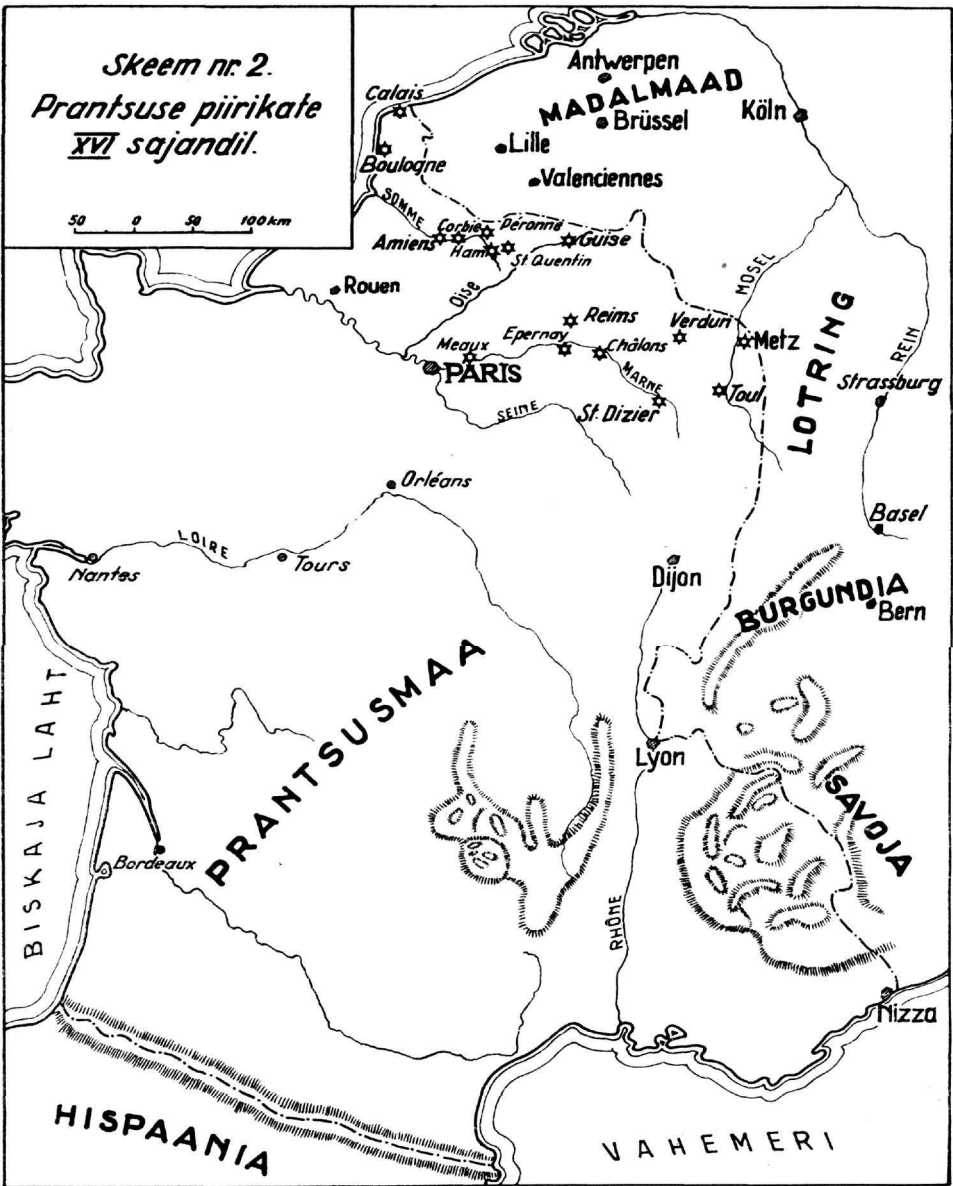 Skeem nr. 2.
Prantsuse piirikate
XVI sajandil.
50 0 50 100 km
Antwerpen
MADALMAAD
Calais
Brüssel
Köln
Boulogne
Lille
Valenciennes
SOMME
Corbie
Péronne
Amiens
Ham
St Quentin
Guise
Oise
MOSEL
Rouen
Reims
Verduri
Metz
Meaux
Epernay
Châlons
PARIS
MARNE
LOTRING
REIN
Toul
Strassburg
SEINE
St. Dizier
Orléans
Basel
LOIRE
Nantes
Tours
Dijon
BURGUNDIA
Bern
BISKAJA LAHT
PRANTSUSMAA
Lyon
SAVOJA
Bordeaux
RHÔNE
Nizza
HISPAANIA
VAHEMERI